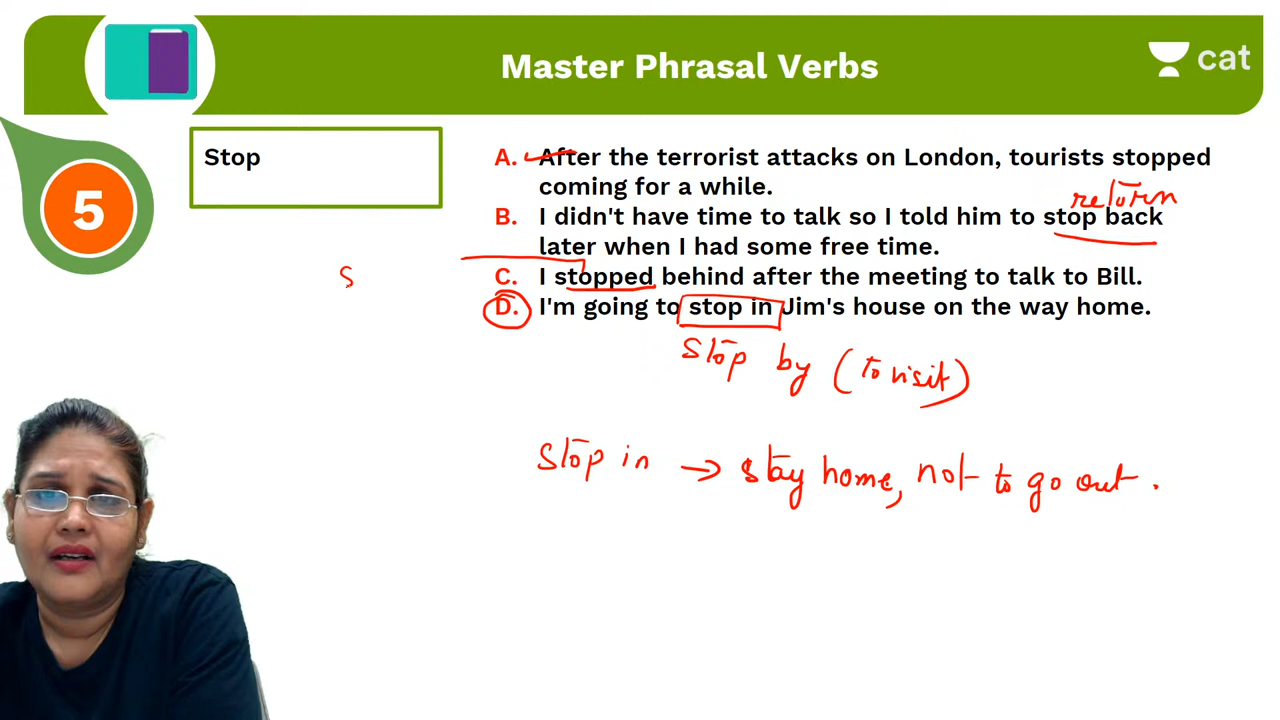 Master Phrasal Verbs
cat
5
Stop
A. After the terrorist attacks on London, tourists stopped
coming for a while.
return
B. I didn't have time to talk so I told him to stop back
later when I had some free time.
C. I stopped behind after the meeting to talk to Bill.
D. I'm going to stop in Jim's house on the way home.
S
stop by (to visit)
stop in → stay home, not to go out.